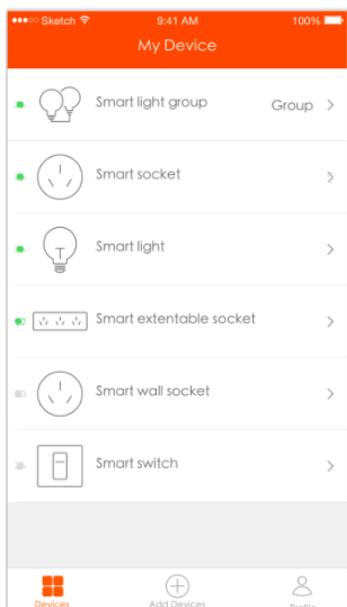 Sketch 9:41 AM 100%
My Device
Smart light group Group
Smart socket
Smart light
Smart extentable socket
Smart wall socket
Smart switch
Devices Add Devices Profile